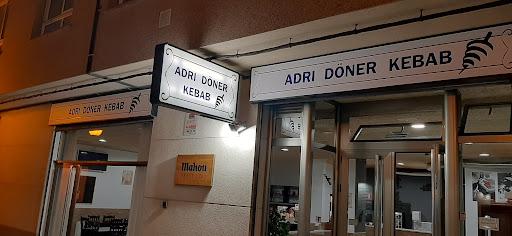 ADRI DÖNER KEBAB
ADRI DÖNER
KEBAB
ADRI DÖNER KEBAB
Mahou